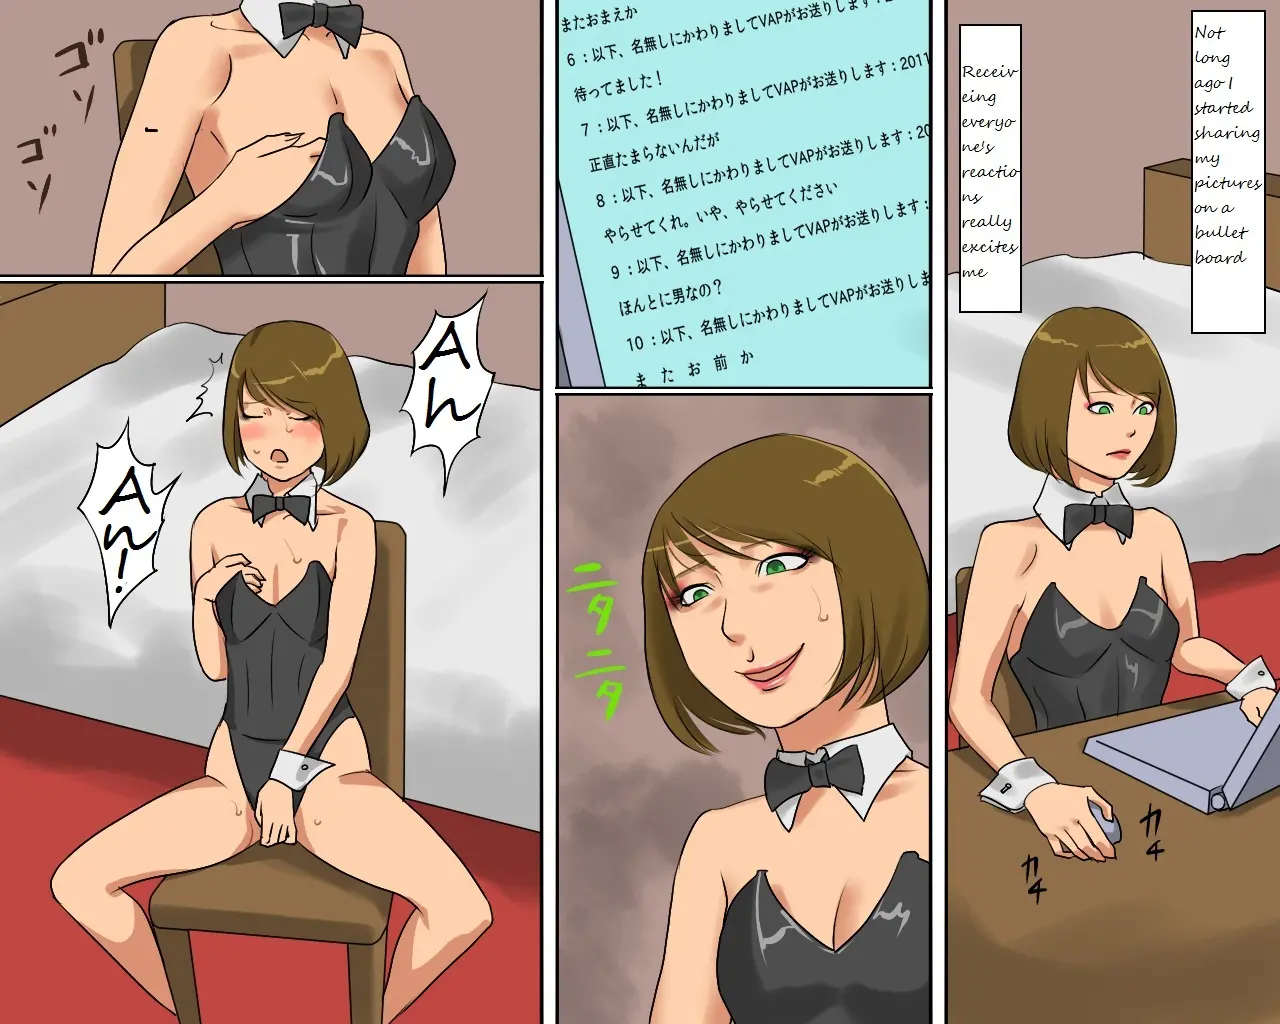 Not
long
ago I
started
sharing
my
pictures
on a
bullet
board
Receiv
eing
everyo
ne's
reactio
ns
really
excites
me
カチ
カチ
またおまえか
6：以下、名無しにかわりましてVAPがお送りします：2
待ってました！
7：以下、名無しにかわりましてVAPがお送りします：2011
正直たまらないんだが
8：以下、名無しにかわりましてVAPがお送りします：20
やらせてくれ。いや、やらせてください
9：以下、名無しにかわりましてVAPがお送りします：
ほんとに男なの？
10：以下、名無しにかわりましてVAPがお送りしま
また お前 か
ニタ
ニタ
ゴソ
ゴソ
Aん
Aん!